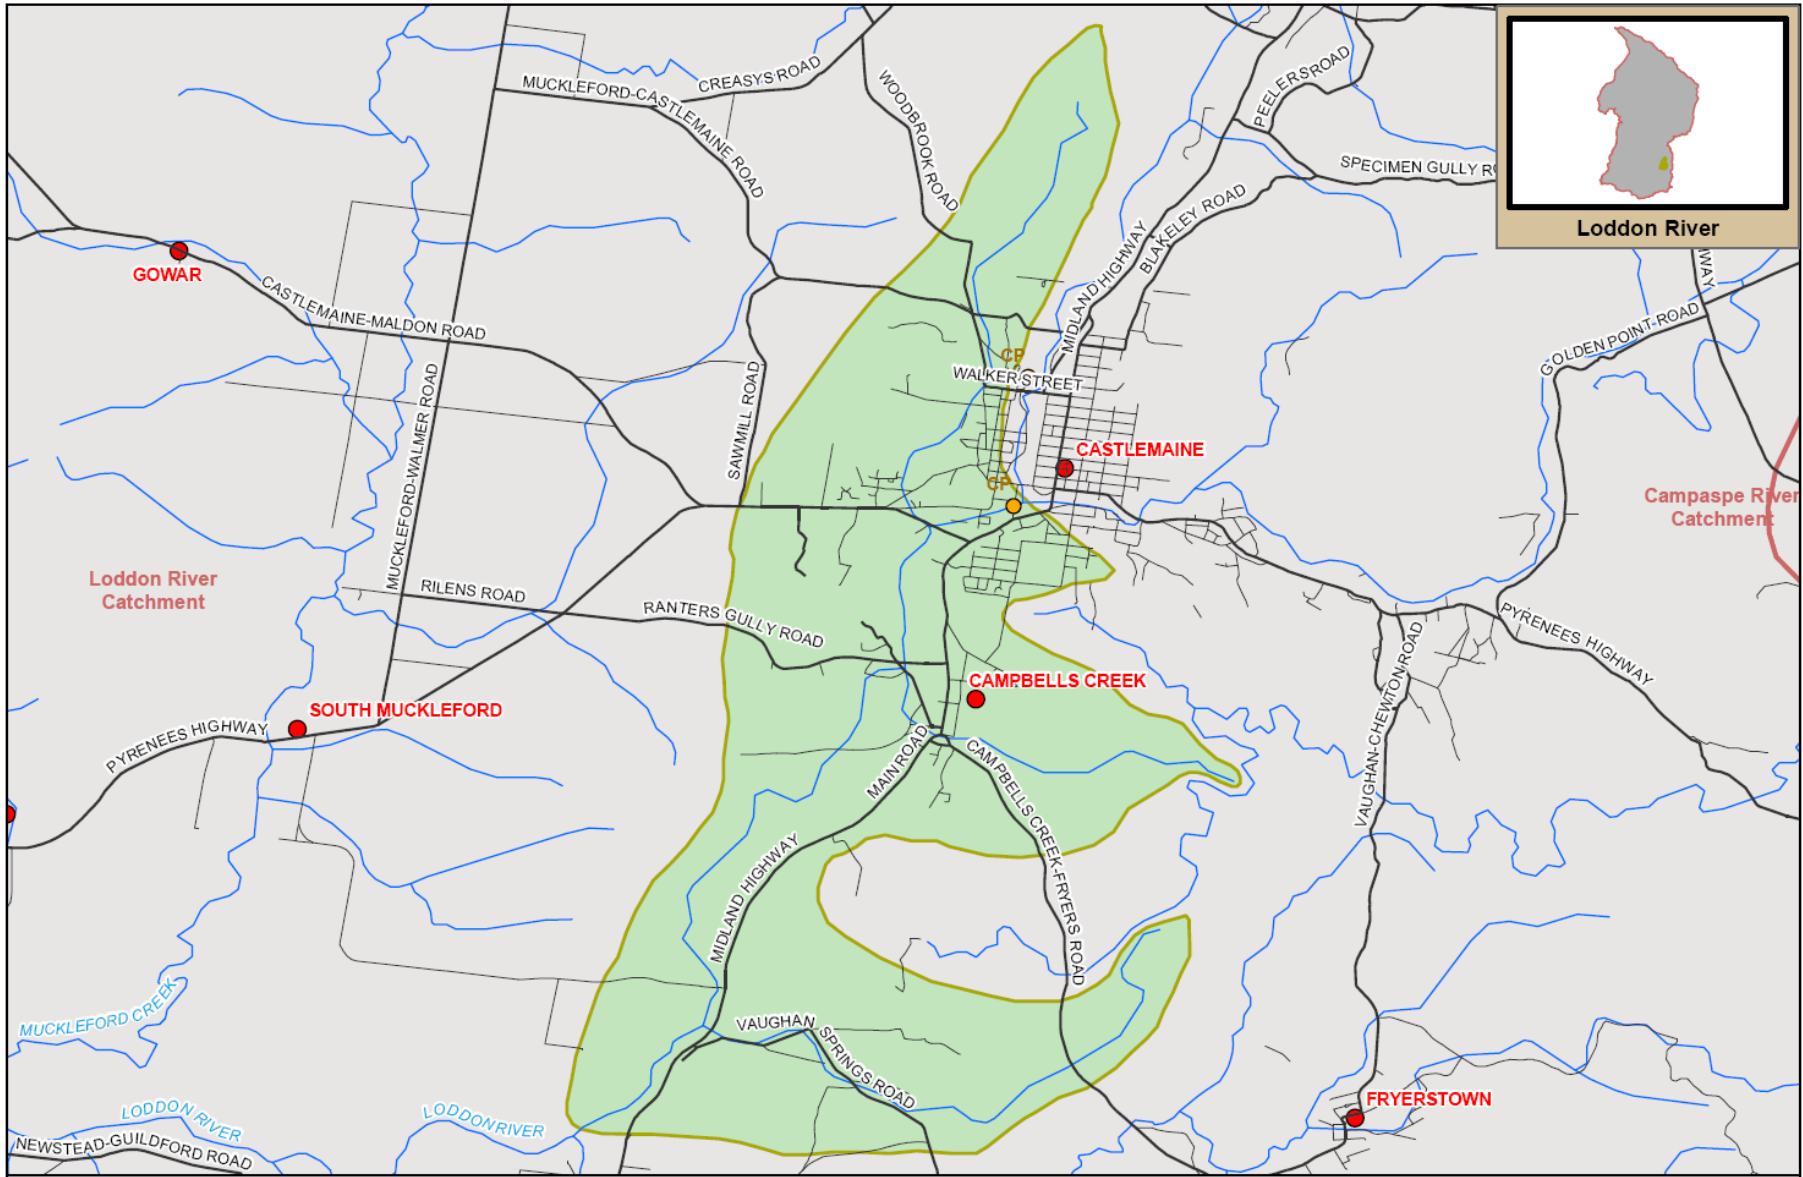 MUCKLEFORD-CASTLEMAINE ROAD
CREASYS ROAD
WOODBROOK ROAD
PEELERS ROAD
SPECIMEN GULLY
Loddon River
BLAKELEY ROAD
MIDLAND HIGHWAY
GOWAR
CASTLEMAINE-MALDON ROAD
GOLDEN POINT ROAD
CP
WALKER STREET
SAWMILL ROAD
MUCKLEFORD-WALMER ROAD
CASTLEMAINE
CP
Campaspe River
Catchment
Loddon River
Catchment
RILENS ROAD
RANTERS GULLY ROAD
PYRENEES HIGHWAY
CAMPBELLS CREEK
SOUTH MUCKLEFORD
PYRENEES HIGHWAY
MAIN ROAD
CAMPBELLS CREEK-FRYERS ROAD
VAUGHAN-CHEWTON ROAD
MIDLAND HIGHWAY
MUCKLEFORD CREEK
VAUGHAN SPRINGS ROAD
LODDON RIVER
LODDON RIVER
FRYERSTOWN
NEWSTEAD-GUILDFORD ROAD